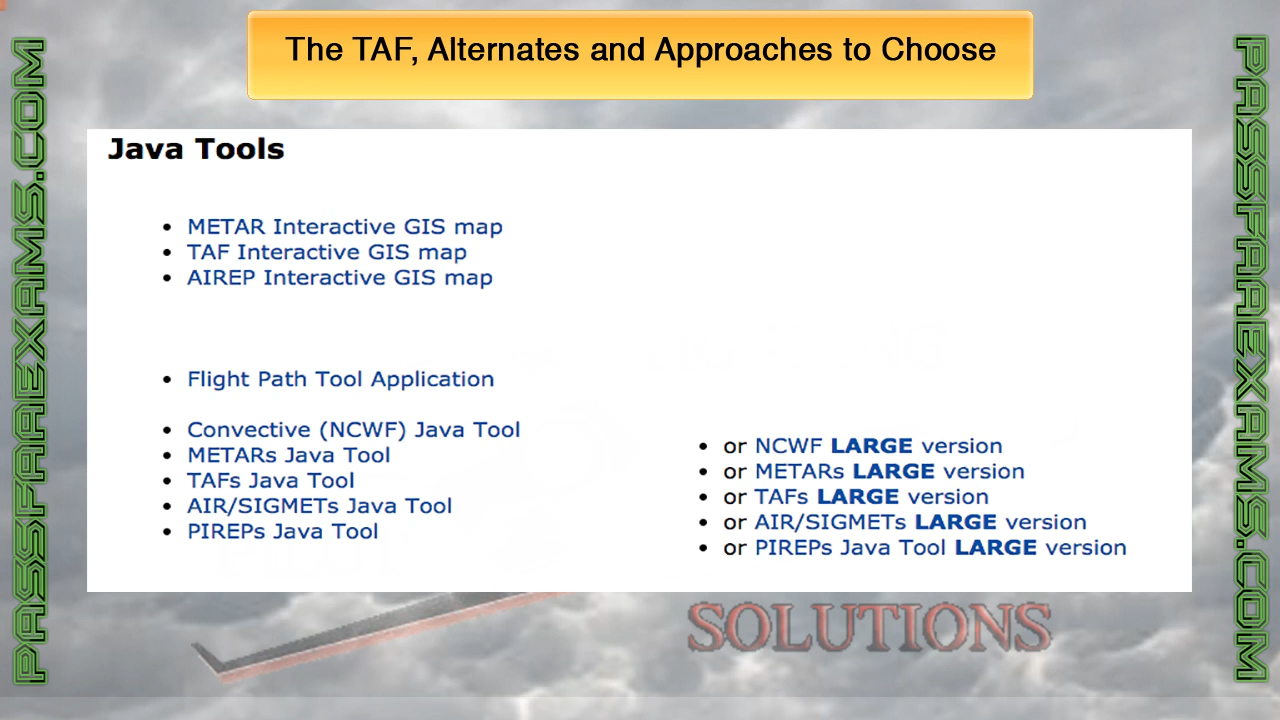 The TAF, Alternates and Approaches to Choose
PASSFAAEXAMS.COM
PASSFAAEXAMS.COM
Java Tools
• METAR Interactive GIS map
• TAF Interactive GIS map
• AIREP Interactive GIS map
• Flight Path Tool Application
• Convective (NCWF) Java Tool
• METARs Java Tool
• TAFs Java Tool
• AIR/SIGMETs Java Tool
• PIREPs Java Tool
• or NCWF LARGE version
• or METARs LARGE version
• or TAFs LARGE version
• or AIR/SIGMETs LARGE version
• or PIREPs Java Tool LARGE version
SOLUTIONS